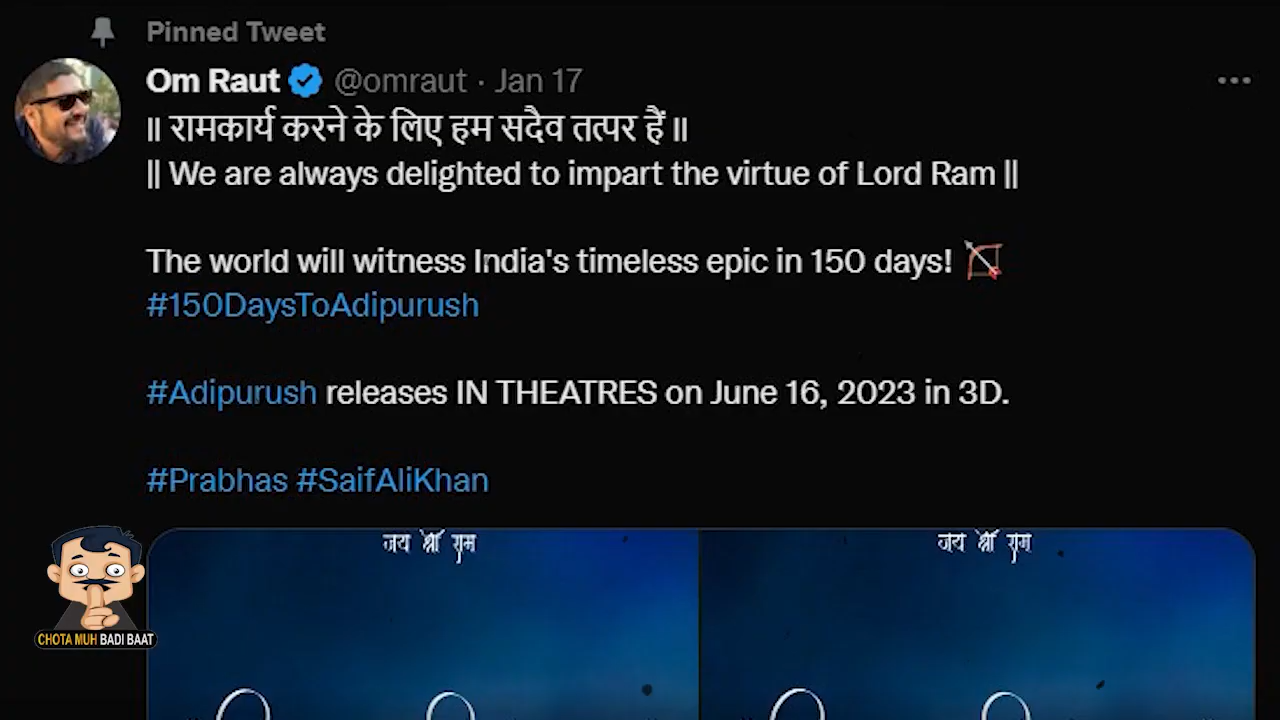 Pinned Tweet
Om Raut @omraut · Jan 17
॥ रामकार्य करने के लिए हम सदैव तत्पर हैं ॥
|| We are always delighted to impart the virtue of Lord Ram ||
The world will witness India's timeless epic in 150 days!
#150DaysToAdipurush
#Adipurush releases IN THEATRES on June 16, 2023 in 3D.
#Prabhas #SaifAliKhan
जय श्री राम
जय श्री राम
CHOTA MUH BADI BAAT